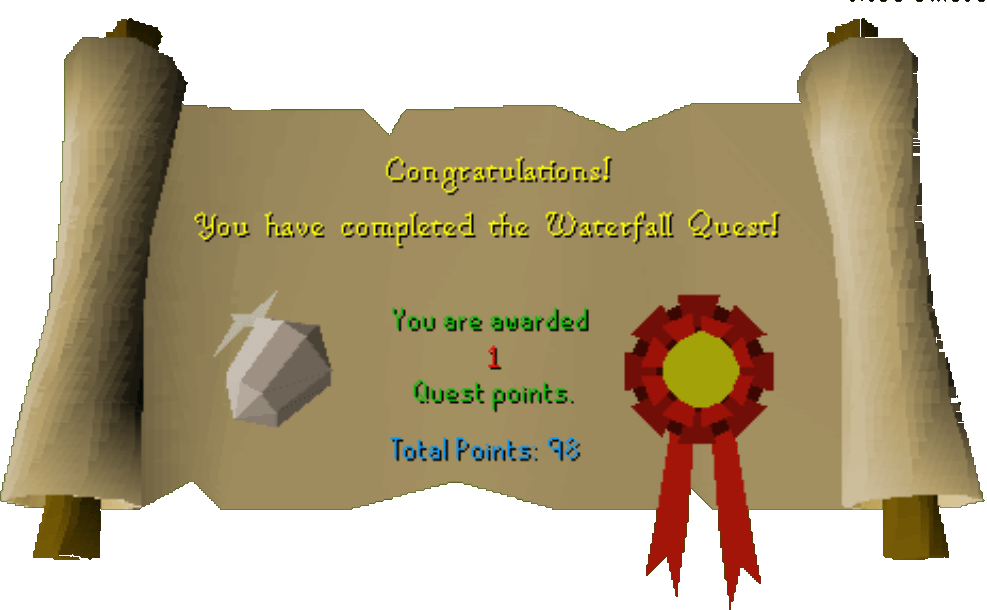 Congratulations!
You have completed the Waterfall Quest!
You are awarded
1
Quest points.
Total Points: 98